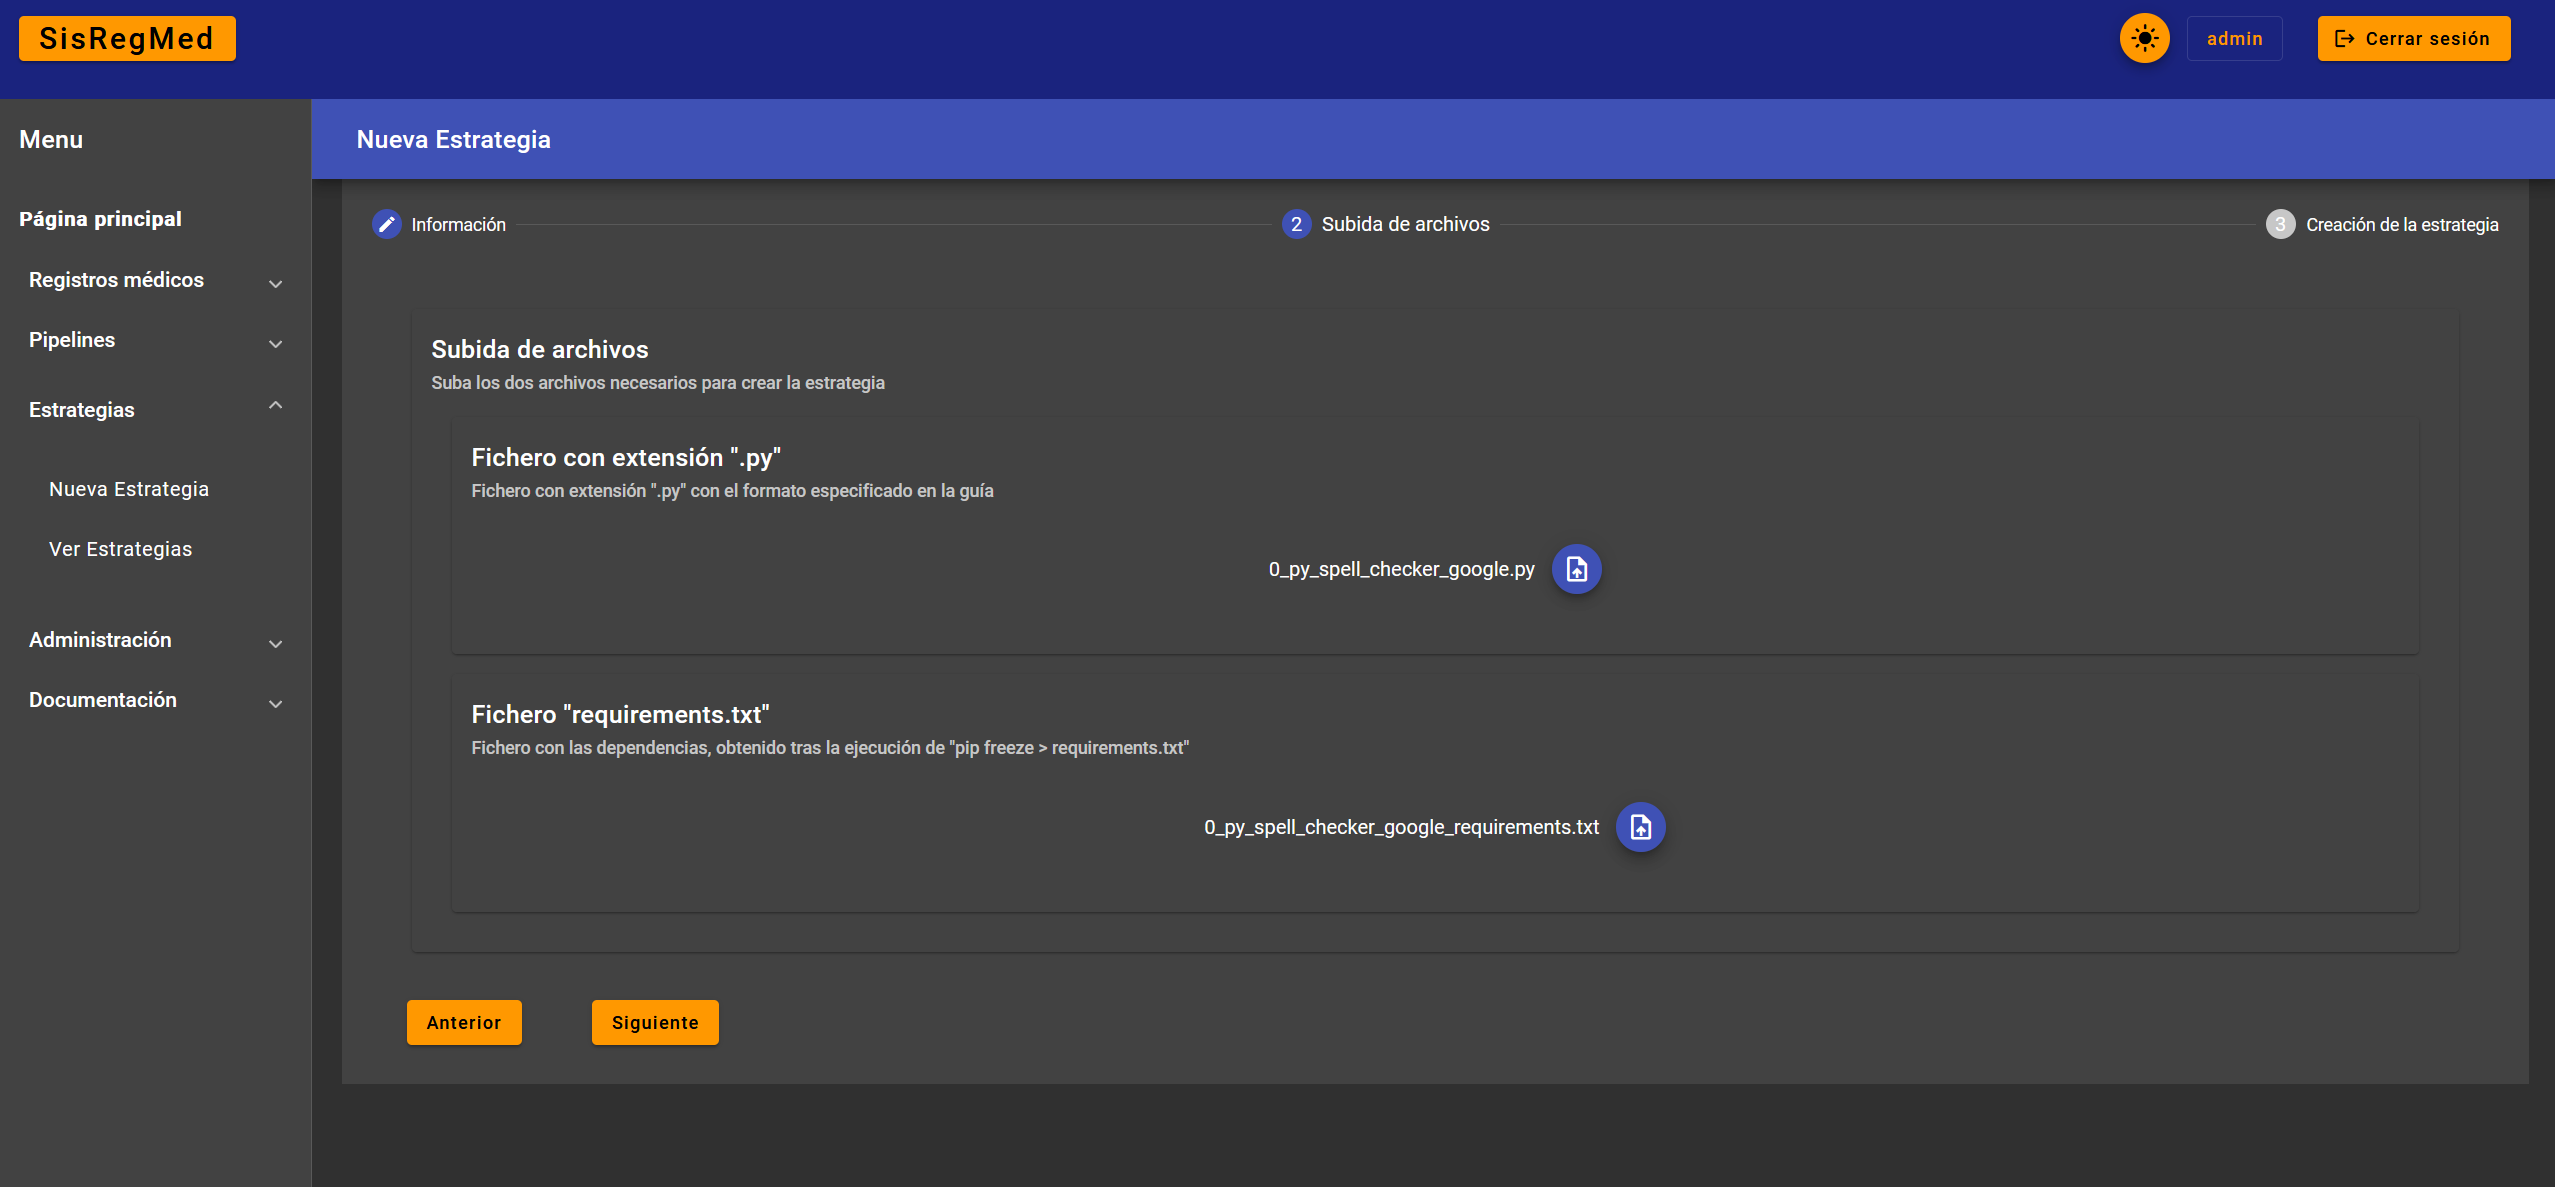 SisRegMed
admin
Cerrar sesión
Menu
Nueva Estrategia
Página principal
Registros médicos
Pipelines
Estrategias
Nueva Estrategia
Ver Estrategias
Administración
Documentación
Información
2
Subida de archivos
3
Creación de la estrategia
Subida de archivos
Suba los dos archivos necesarios para crear la estrategia
Fichero con extensión ".py"
Fichero con extensión ".py" con el formato especificado en la guía
0_py_spell_checker_google.py
Fichero "requirements.txt"
Fichero con las dependencias, obtenido tras la ejecución de "pip freeze > requirements.txt"
0_py_spell_checker_google_requirements.txt
Anterior
Siguiente